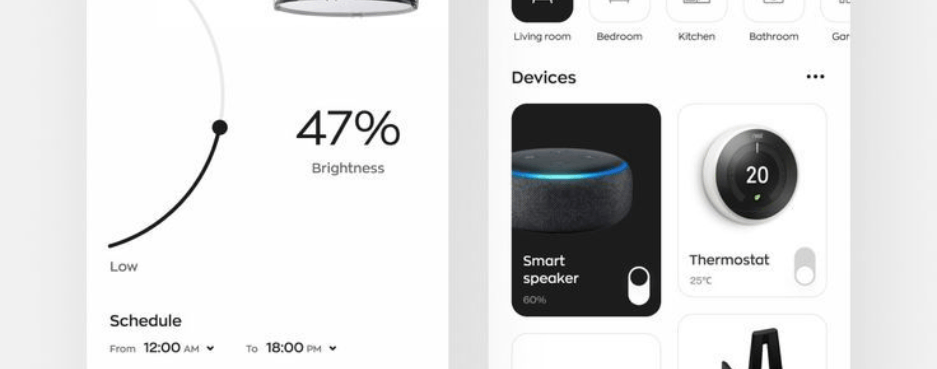 47%
Brightness
Low
Schedule
From 12:00 AM To 18:00 PM
Living room Bedroom Kitchen Bathroom Gar
Devices
20
Smart
speaker
60%
Thermostat
25°C